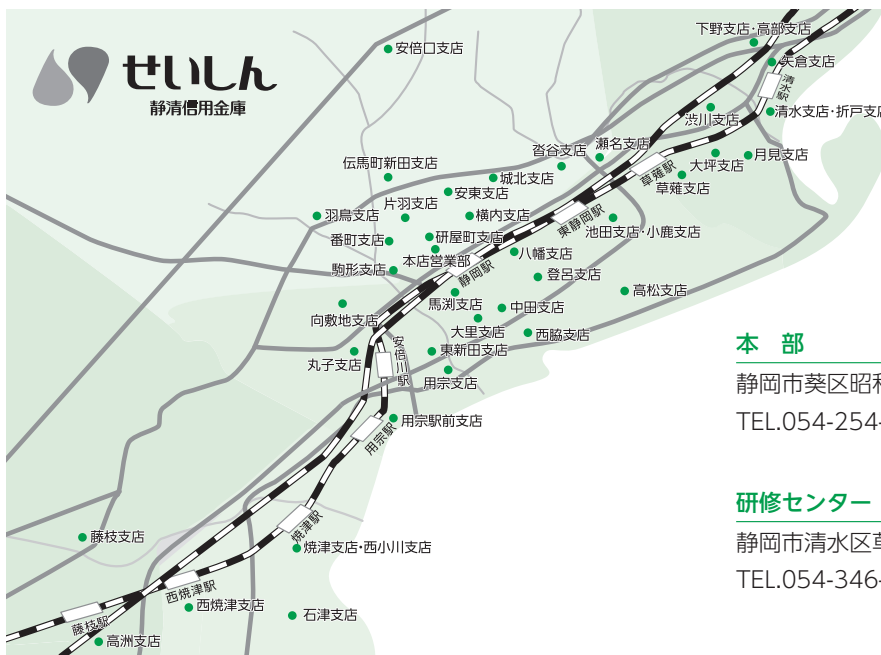 せいしん
静清信用金庫
安倍口支店
下野支店・高部支店
矢倉支店
清水駅
清水支店・折戸支店
渋川支店
沓谷支店
瀬名支店
月見支店
大坪支店
草薙駅
草薙支店
伝馬町新田支店
城北支店
安東支店
片羽支店
羽鳥支店
横内支店
東静岡駅
池田支店・小鹿支店
番町支店
研屋町支店
本店営業部
八幡支店
駒形支店
静岡駅
登呂支店
高松支店
馬渕支店
中田支店
向敷地支店
大里支店
西脇支店
安倍川駅
丸子支店
東新田支店
用宗支店
用宗駅前支店
用宗駅
藤枝支店
焼津駅
焼津支店・西小川支店
西焼津駅
西焼津支店
石津支店
藤枝駅
高洲支店
本 部
静岡市葵区昭和
TEL.054-254-
研修センター
静岡市清水区草
TEL.054-346-